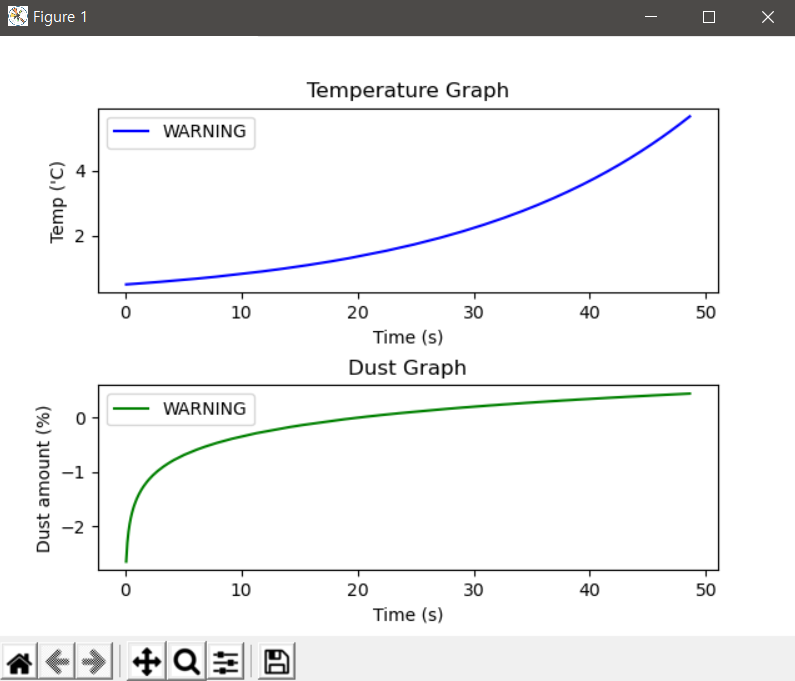 Figure 1
Temperature Graph
WARNING
Temp ('C)
4
2
0 10 20 30 40 50
Time (s)
Dust Graph
WARNING
Dust amount (%)
0
−1
−2
0 10 20 30 40 50
Time (s)